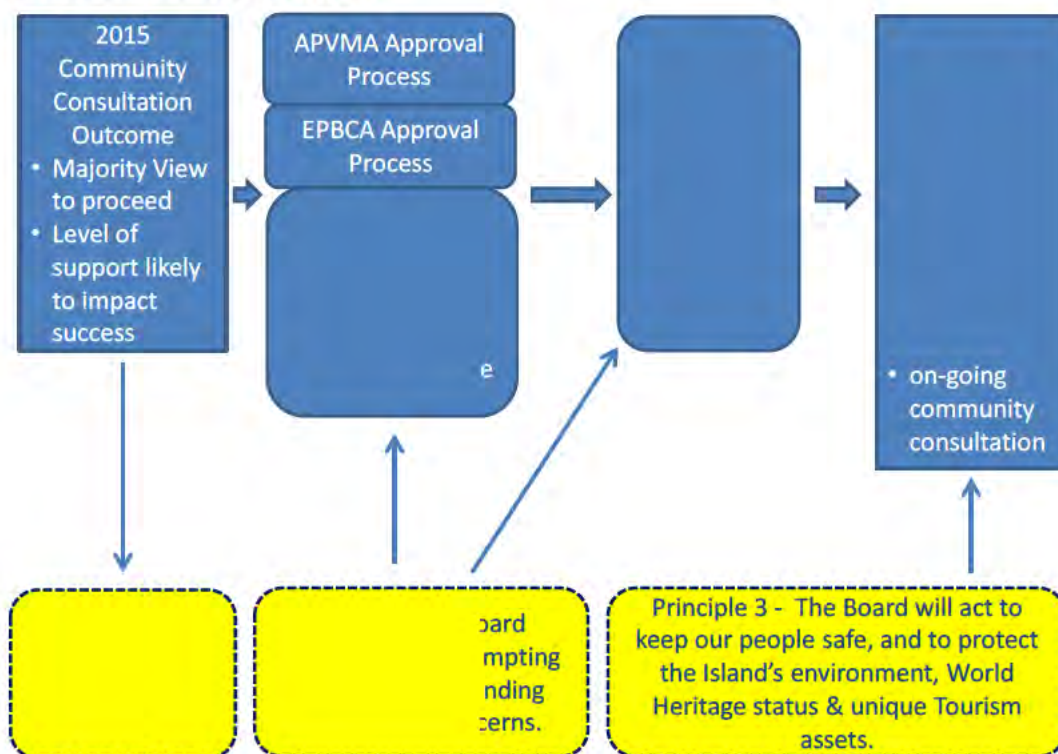 2015
Community
Consultation
Outcome
• Majority View
to proceed
• Level of
support likely
to impact
success
APVMA Approval
Process
EPBCA Approval
Process
e
• on-going
community
consultation
oard
mpting
nding
cerns.
Principle 3 - The Board will act to
keep our people safe, and to protect
the Island's environment, World
Heritage status & unique Tourism
assets.